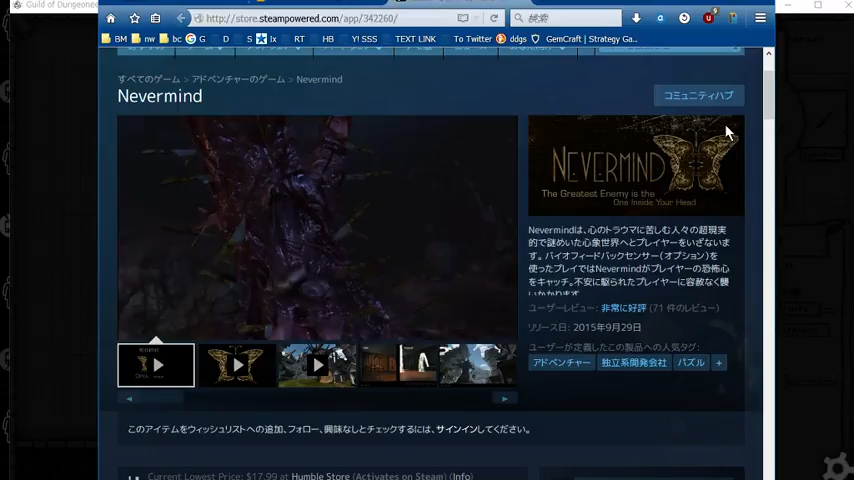 Guild of Dungeoneer
http://store.steampowered.com/app/342260/
検索
BM nw bc G D S Ix RT HB Y! SSS TEXT LINK To Twitter ddgs GemCraft | Strategy Ga..
すべてのゲーム > アドベンチャーのゲーム > Nevermind
Nevermind
コミュニティハブ
NEVERMIND
The Greatest Enemy is the
One Inside Your Head
Nevermindは、心のトラウマに苦しむ人々の超現実
的で謎めいた心象世界へとプレイヤーをいざないま
す。バイオフィードバックセンサー(オプション)を
使ったプレイではNevermindがプレイヤーの恐怖心
をキャッチ。不安に駆られたプレイヤーに容赦なく襲
いかかります。
ユーザーレビュー: 非常に好評 (71 件のレビュー)
リリース日: 2015年9月29日
ユーザーが定義したこの製品への人気タグ:
アドベンチャー 独立系開発会社 パズル +
このアイテムをウィッシュリストへの追加、フォロー、興味なしとチェックするには、サインインしてください。
Current Lowest Price: $17.99 at Humble Store (Activates on Steam) (Info)